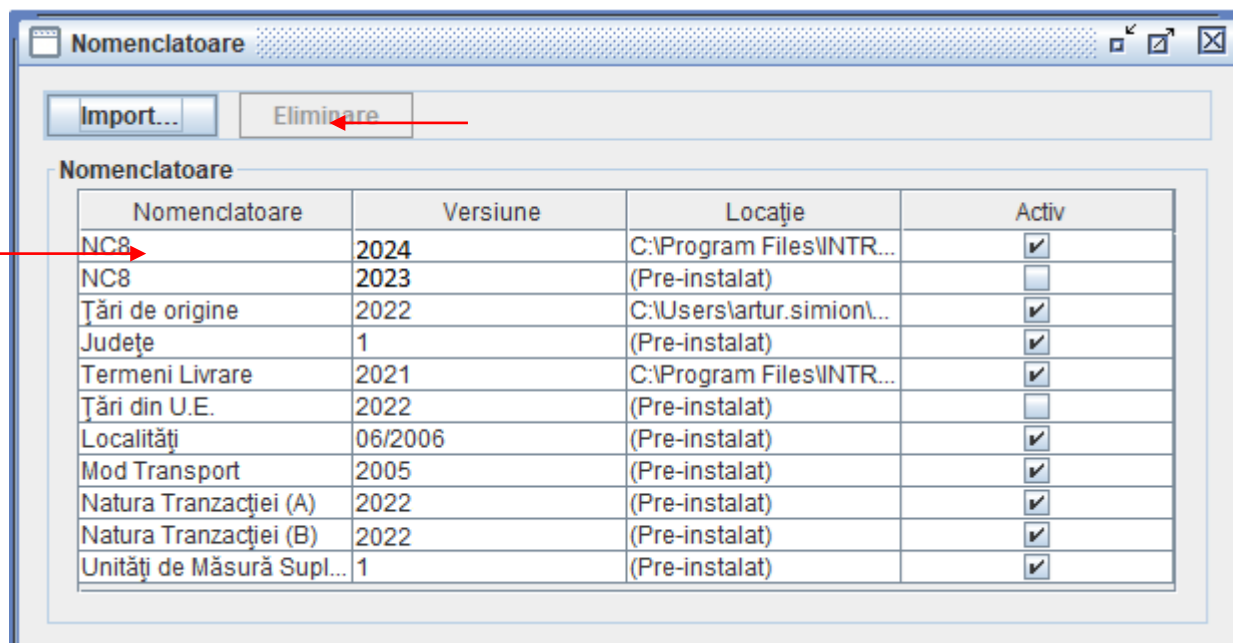 Nomenclatoare
Import... Eliminare
Nomenclatoare
Nomenclatoare Versiune Locaţie Activ
NC8 2024 C:\Program Files\INTR...
NC8 2023 (Pre-instalat)
Ţări de origine 2022 C:\Users\artur.simion\...
Judeţe 1 (Pre-instalat)
Termeni Livrare 2021 C:\Program Files\INTR...
Ţări din U.E. 2022 (Pre-instalat)
Localităţi 06/2006 (Pre-instalat)
Mod Transport 2005 (Pre-instalat)
Natura Tranzacţiei (A) 2022 (Pre-instalat)
Natura Tranzacţiei (B) 2022 (Pre-instalat)
Unităţi de Măsură Supl... 1 (Pre-instalat)